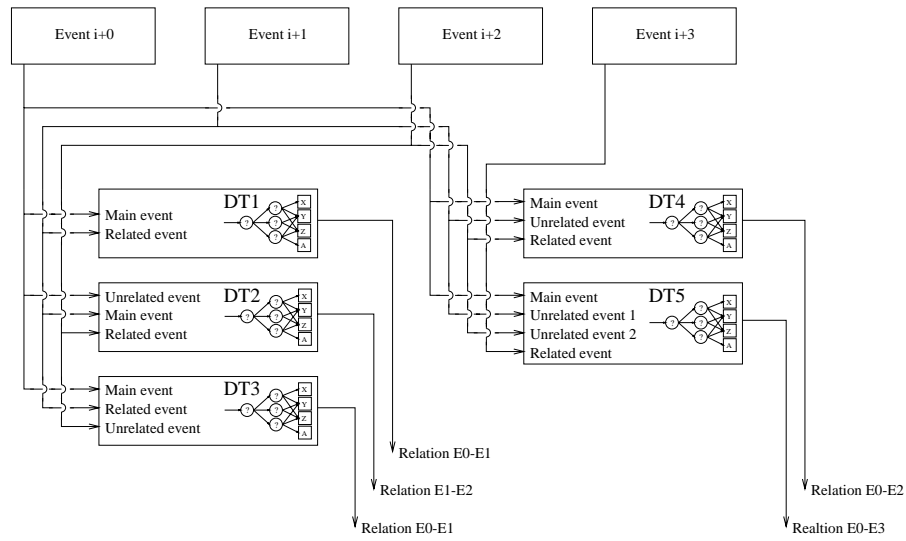 Event i+0
Event i+1
Event i+2
Event i+3
DT1
Main event
Related event
?
?
?
?
X
Y
Z
A
DT2
Unrelated event
Main event
Related event
?
?
?
?
X
Y
Z
A
DT3
Main event
Related event
Unrelated event
?
?
?
?
X
Y
Z
A
DT4
Main event
Unrelated event
Related event
?
?
?
?
X
Y
Z
A
DT5
Main event
Unrelated event 1
Unrelated event 2
Related event
?
?
?
?
X
Y
Z
A
Relation E0-E1
Relation E1-E2
Relation E0-E1
Relation E0-E2
Realtion E0-E3